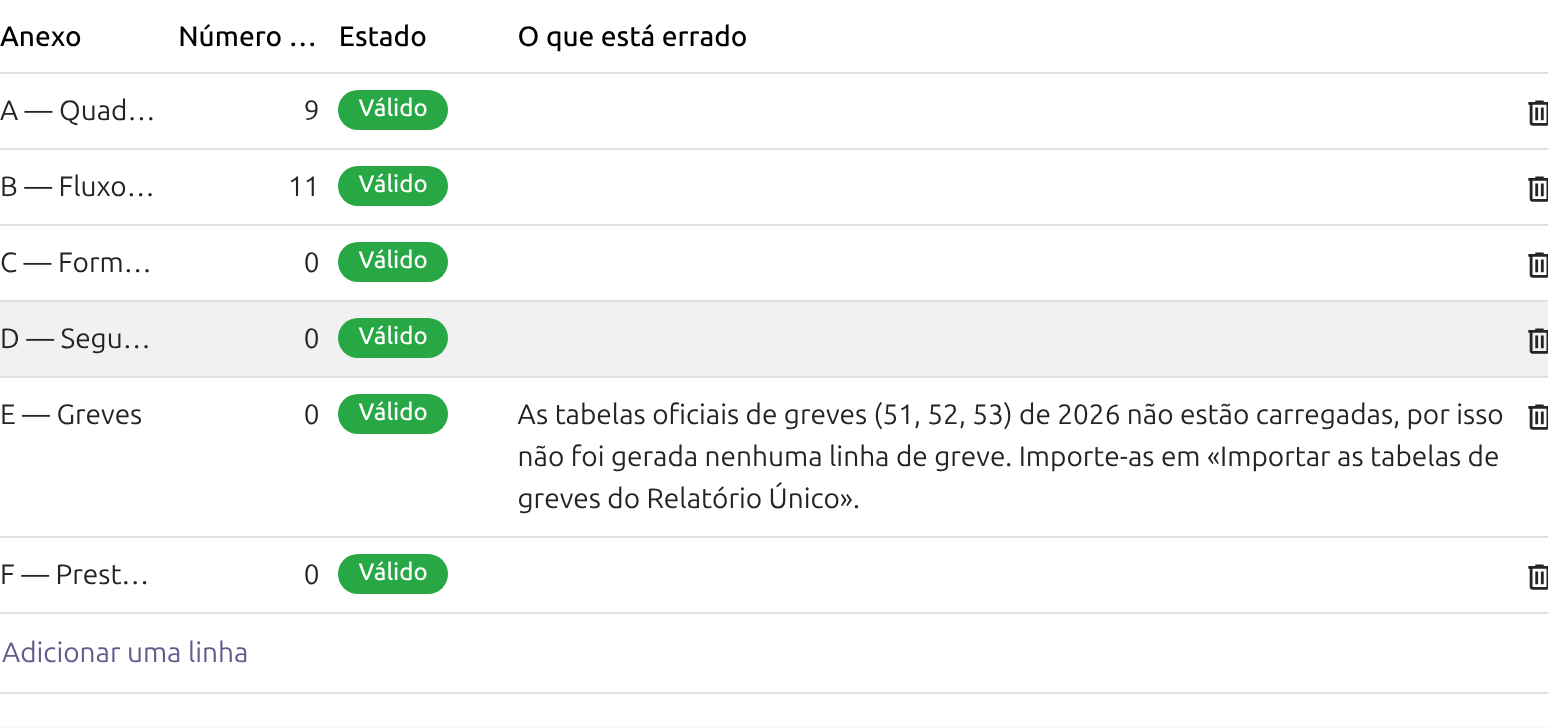 Anexo Número ... Estado O que está errado
A — Quad... 9 Válido
B — Fluxo... 11 Válido
C — Form... 0 Válido
D — Segu... 0 Válido
E — Greves 0 Válido As tabelas oficiais de greves (51, 52, 53) de 2026 não estão carregadas, por isso
não foi gerada nenhuma linha de greve. Importe-as em «Importar as tabelas de
greves do Relatório Único».
F — Prest... 0 Válido
Adicionar uma linha